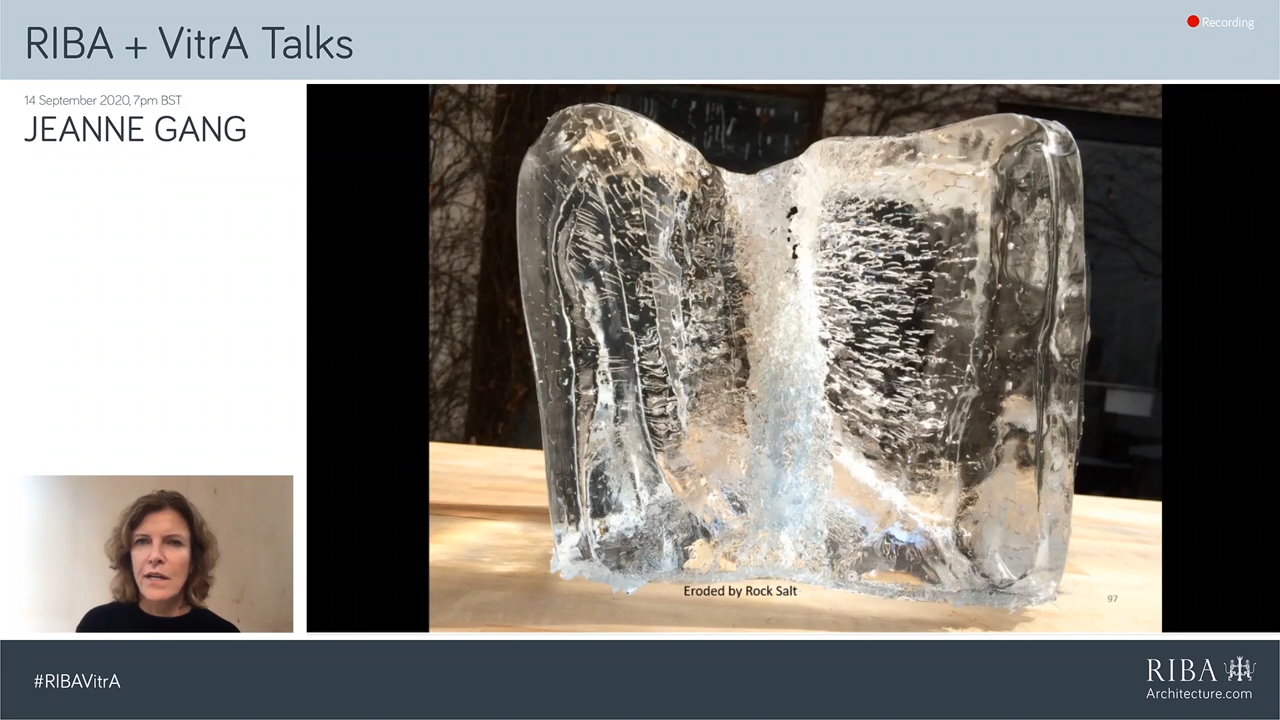 RIBA + VitrA Talks
Recording
14 September 2020, 7pm BST
JEANNE GANG
Eroded by Rock Salt
97
#RIBAVitrA
RIBA
Architecture.com